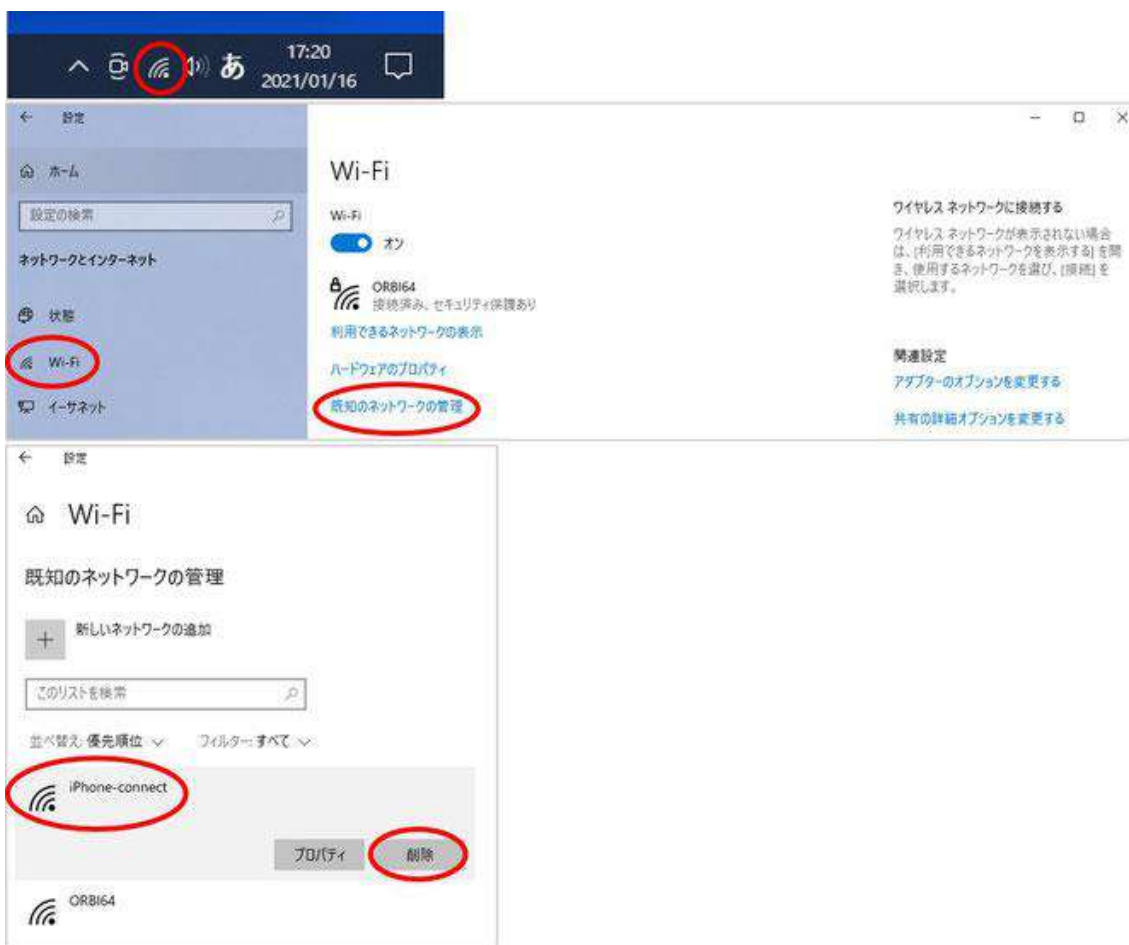 あ
17:20
2021/01/16
設定
ホーム
Wi-Fi
設定の検索
Wi-Fi
ワイヤレス ネットワークに接続する
オン
ワイヤレス ネットワークが表示されない場合
は、[利用できるネットワークを表示する] を開
き、使用するネットワークを選び、[接続] を
選択します。
ネットワークとインターネット
ORBI64
接続済み、セキュリティ保護あり
状態
利用できるネットワークの表示
Wi-Fi
ハードウェアのプロパティ
関連設定
アダプターのオプションを変更する
イーサネット
既知のネットワークの管理
共有の詳細オプションを変更する
設定
Wi-Fi
既知のネットワークの管理
新しいネットワークの追加
このリストを検索
並べ替え: 優先順位 フィルター: すべて
iPhone-connect
プロパティ 削除
ORBI64